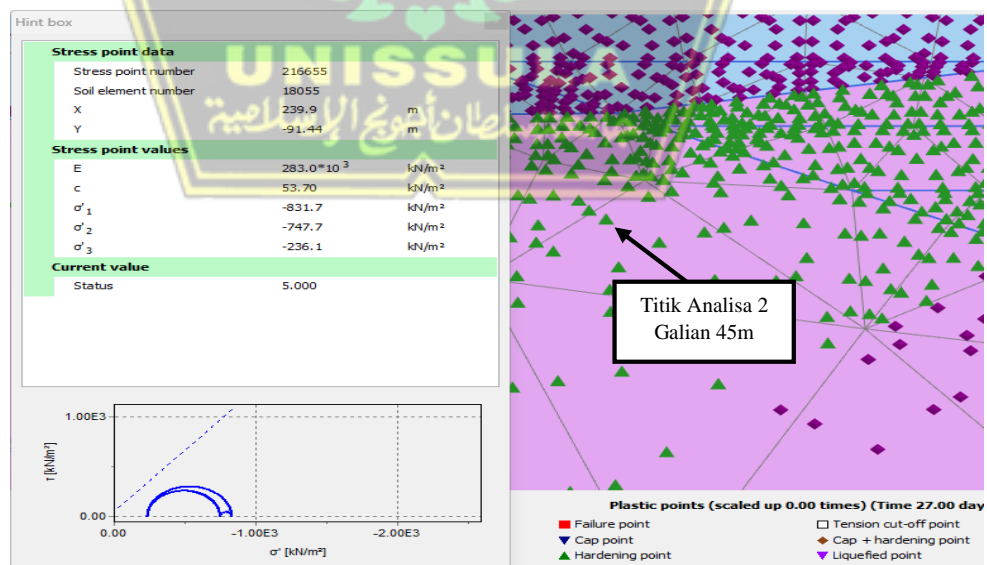 Hint box
Stress point data
Stress point number 216655
Soil element number 18055
X 239.9 m
Y -91.44 m
Stress point values
E 283.0*10³ kN/m²
c 53.70 kN/m²
σ'₁ -831.7 kN/m²
σ'₂ -747.7 kN/m²
σ'₃ -236.1 kN/m²
Current value
Status 5.000
UNISSULA
Titik Analisa 2
Galian 45m
1.00E3
τ [kN/m²]
0.00
0.00 -1.00E3 -2.00E3
σ' [kN/m²]
Plastic points (scaled up 0.00 times) (Time 27.00 day
Failure point Tension cut-off point
Cap point Cap + hardening point
Hardening point Liquefied point